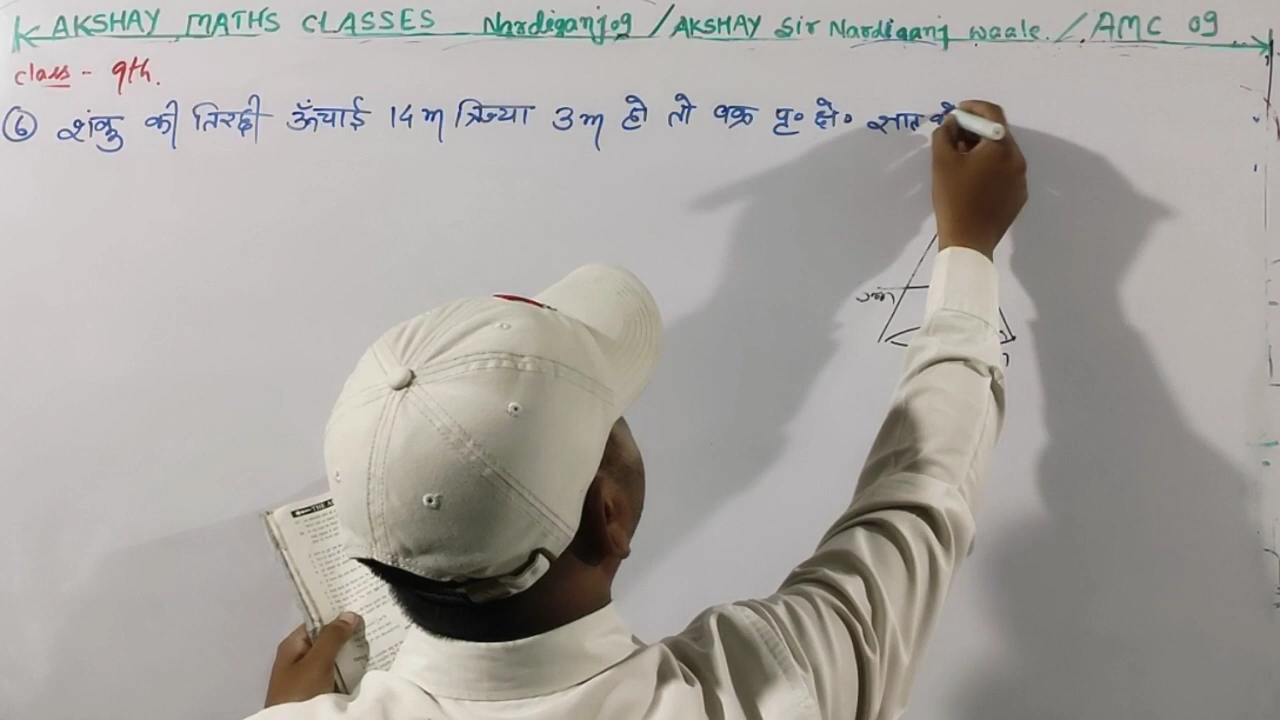 AKSHAY MATHS CLASSES Nardiganj09 / AKSHAY Sir Nardiganj waale. / AMC 09
class - 9th.
⑥ शंकु की तिरछी ऊँचाई 14 m त्रिज्या 3 m हो तो वक्र पृ० क्षे०